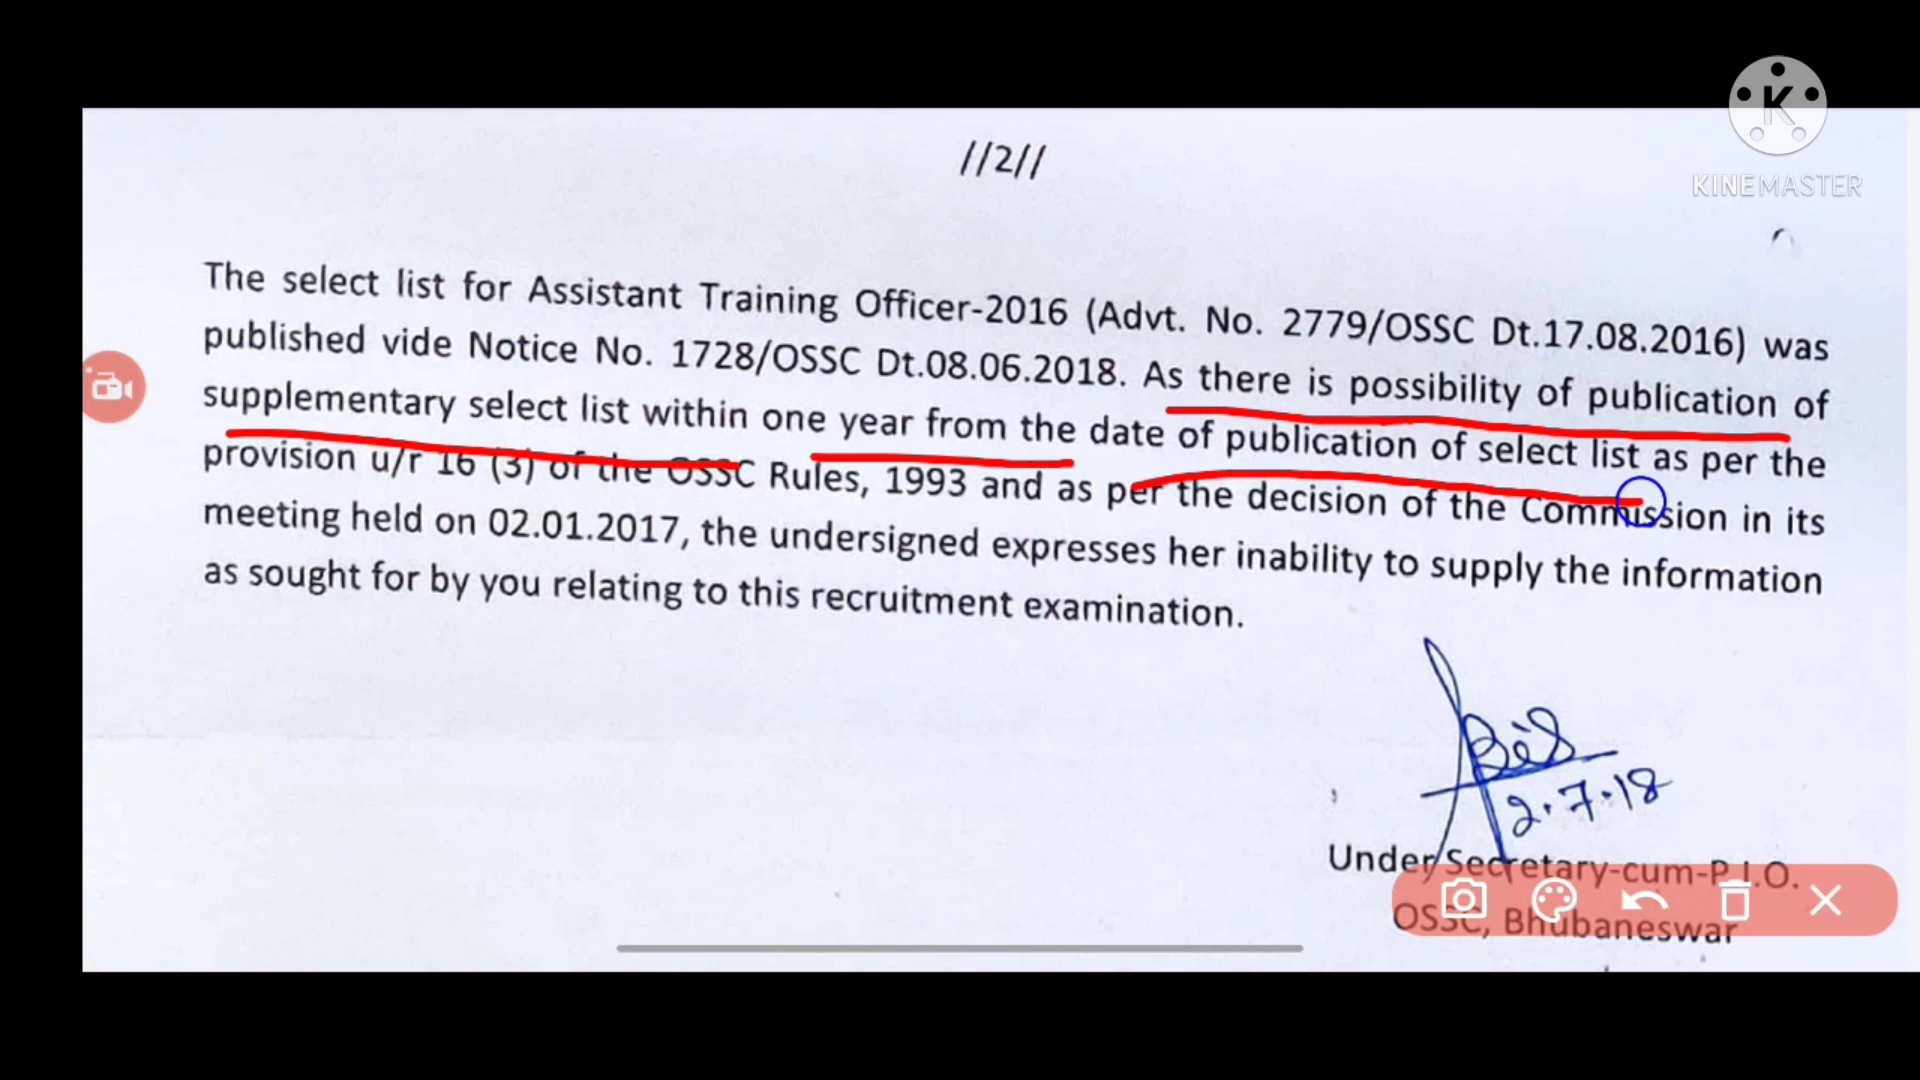 K
KINEMASTER
//2//
The select list for Assistant Training Officer-2016 (Advt. No. 2779/OSSC Dt.17.08.2016) was
published vide Notice No. 1728/OSSC Dt.08.06.2018. As there is possibility of publication of
supplementary select list within one year from the date of publication of select list as per the
provision u/r 16 (3) of the OSSC Rules, 1993 and as per the decision of the Commission in its
meeting held on 02.01.2017, the undersigned expresses her inability to supply the information
as sought for by you relating to this recruitment examination.
2.7.18
Under Secretary-cum-P.I.O.
OSSC, Bhubaneswar